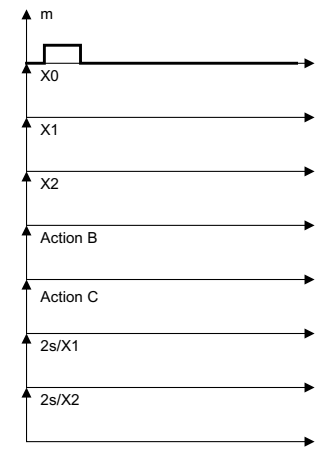 m
X0
X1
X2
Action B
Action C
2s/X1
2s/X2